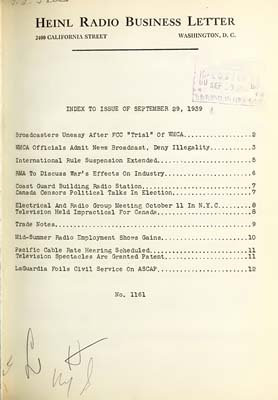 HEINL RADIO BUSINESS LETTER
2400 CALIFORNIA STREET WASHINGTON, D. C.
INDEX TO ISSUE OF SEPTEMBER 29, 1939
Broadcasters Uneasy After FCC "Trial" Of WMCA...............2
WMCA Officials Admit News Broadcast, Deny Illegality...........3
International Rule Suspension Extended.........................5
RMA To Discuss War's Effects On Industry.......................6
Coast Guard Building Radio Station.............................7
Canada Censors Political Talks In Election.....................7
Electrical And Radio Group Meeting October 11 In N.Y.C.........8
Television Held Impractical For Canada.........................8
Trade Notes....................................................9
Mid-Summer Radio Employment Shows Gains.......................10
Pacific Cable Rate Hearing Scheduled..........................11
Television Spectacles Are Granted Patent......................11
LaGuardia Foils Civil Service On ASCAP........................12
No. 1161